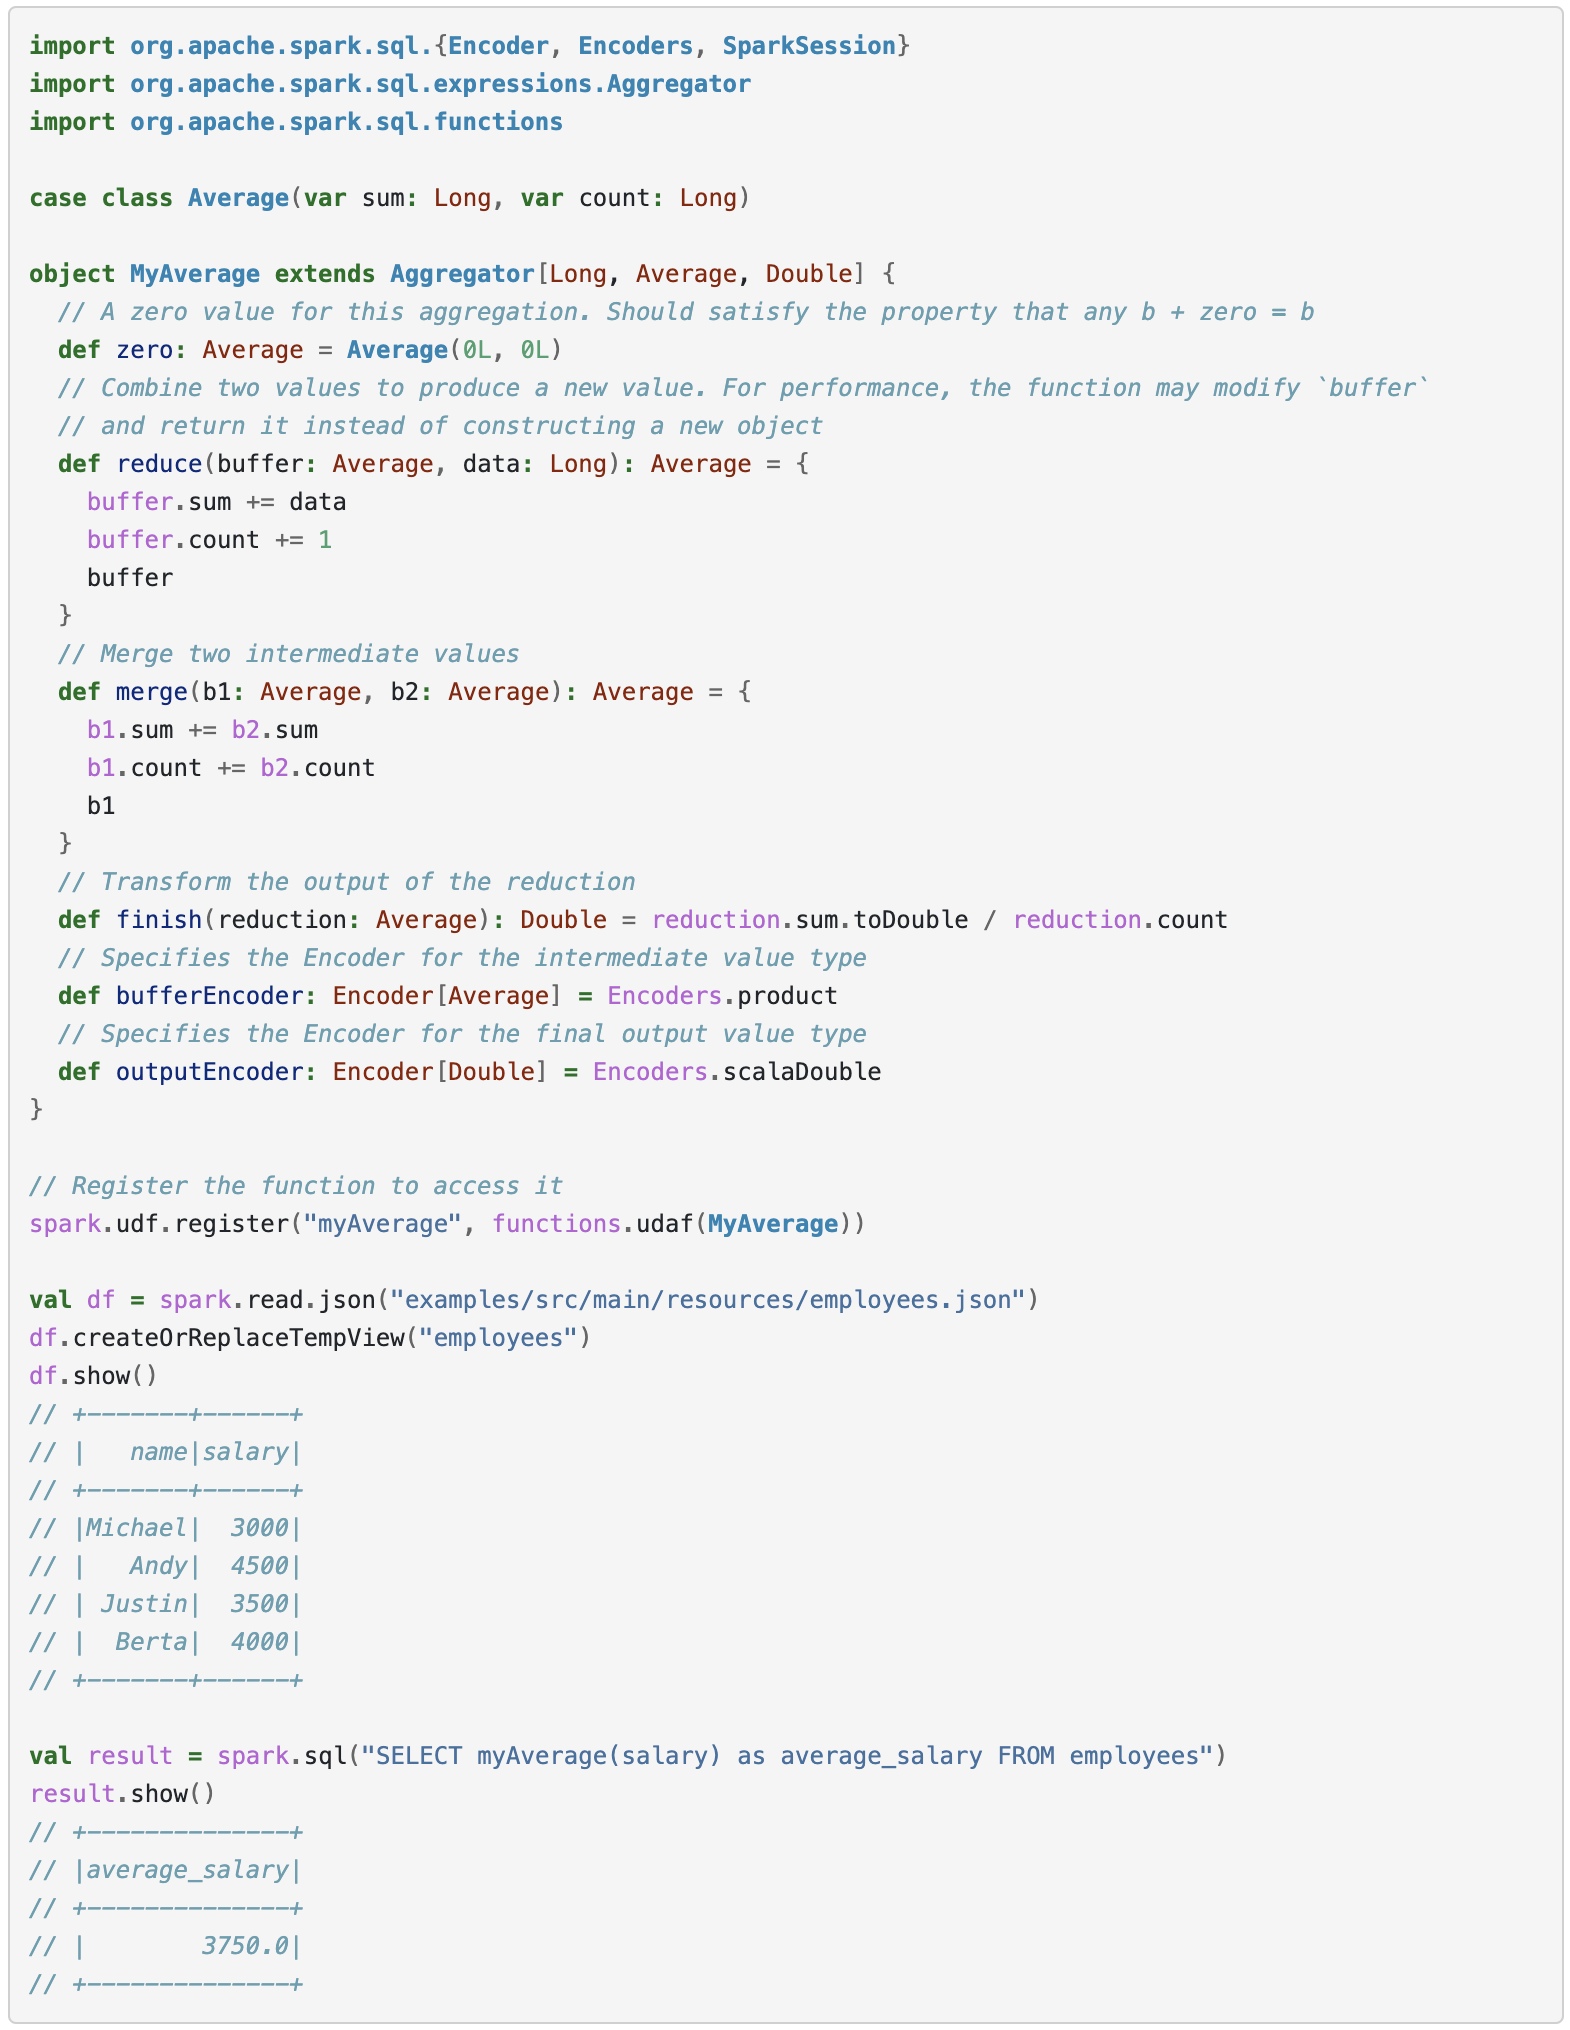 import org.apache.spark.sql.{Encoder, Encoders, SparkSession}
import org.apache.spark.sql.expressions.Aggregator
import org.apache.spark.sql.functions

case class Average(var sum: Long, var count: Long)

object MyAverage extends Aggregator[Long, Average, Double] {
  // A zero value for this aggregation. Should satisfy the property that any b + zero = b
  def zero: Average = Average(0L, 0L)
  // Combine two values to produce a new value. For performance, the function may modify `buffer`
  // and return it instead of constructing a new object
  def reduce(buffer: Average, data: Long): Average = {
    buffer.sum += data
    buffer.count += 1
    buffer
  }
  // Merge two intermediate values
  def merge(b1: Average, b2: Average): Average = {
    b1.sum += b2.sum
    b1.count += b2.count
    b1
  }
  // Transform the output of the reduction
  def finish(reduction: Average): Double = reduction.sum.toDouble / reduction.count
  // Specifies the Encoder for the intermediate value type
  def bufferEncoder: Encoder[Average] = Encoders.product
  // Specifies the Encoder for the final output value type
  def outputEncoder: Encoder[Double] = Encoders.scalaDouble
}

// Register the function to access it
spark.udf.register("myAverage", functions.udaf(MyAverage))

val df = spark.read.json("examples/src/main/resources/employees.json")
df.createOrReplaceTempView("employees")
df.show()
// +-------+------+
// |   name|salary|
// +-------+------+
// |Michael|  3000|
// |   Andy|  4500|
// | Justin|  3500|
// |  Berta|  4000|
// +-------+------+

val result = spark.sql("SELECT myAverage(salary) as average_salary FROM employees")
result.show()
// +--------------+
// |average_salary|
// +--------------+
// |        3750.0|
// +--------------+